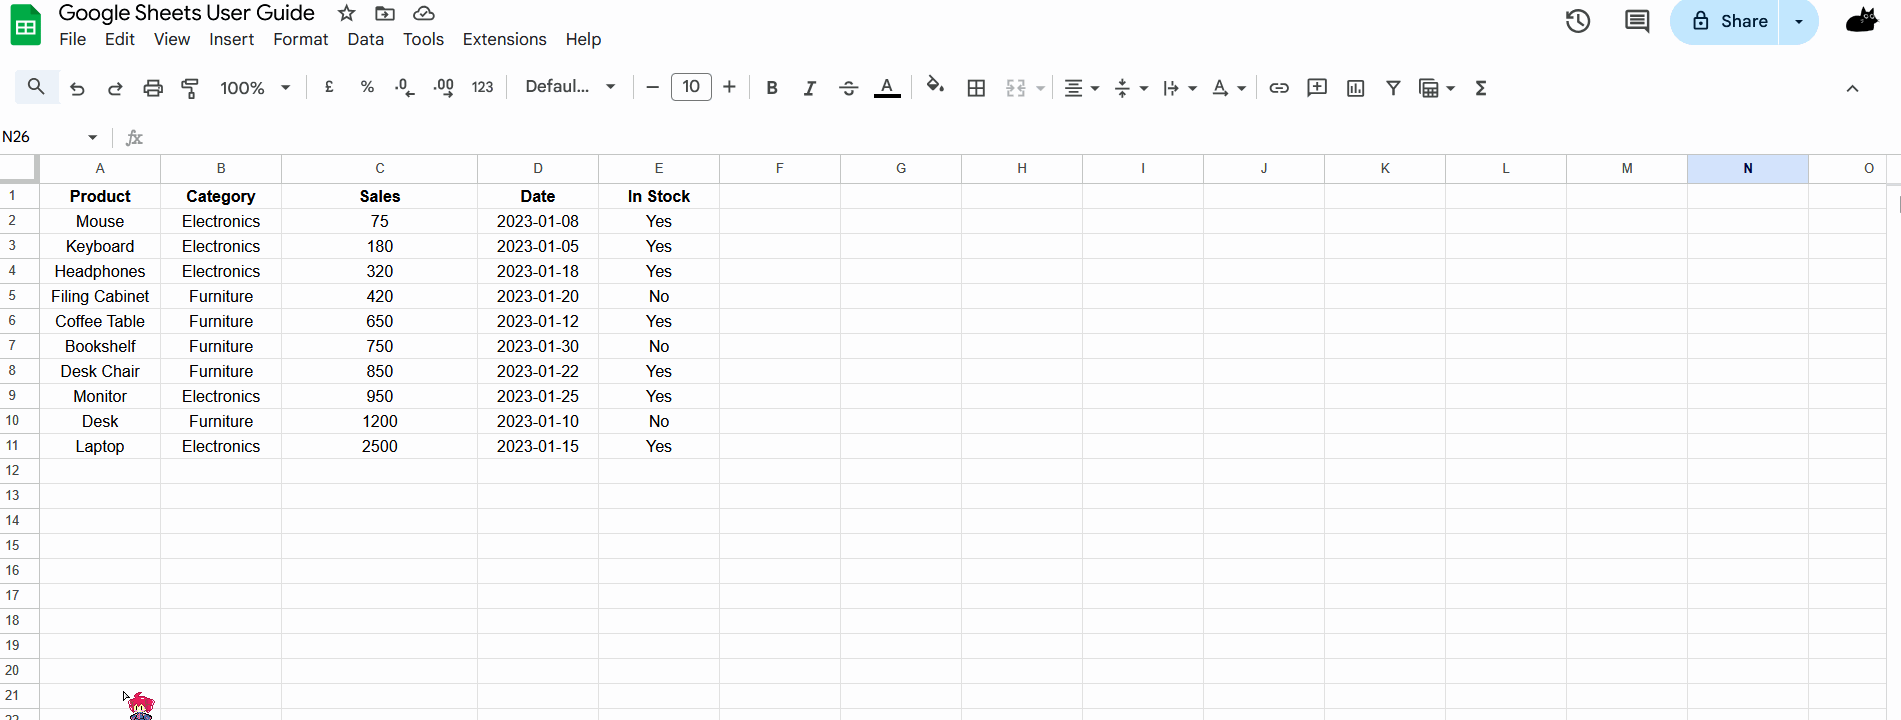 Google Sheets User Guide
File Edit View Insert Format Data Tools Extensions Help
Share
100% £ % .0 .00 123 Defaul... 10 B I S A A Σ
N26 fx
A B C D E F G H I J K L M N O
1 Product Category Sales Date In Stock
2 Mouse Electronics 75 2023-01-08 Yes
3 Keyboard Electronics 180 2023-01-05 Yes
4 Headphones Electronics 320 2023-01-18 Yes
5 Filing Cabinet Furniture 420 2023-01-20 No
6 Coffee Table Furniture 650 2023-01-12 Yes
7 Bookshelf Furniture 750 2023-01-30 No
8 Desk Chair Furniture 850 2023-01-22 Yes
9 Monitor Electronics 950 2023-01-25 Yes
10 Desk Furniture 1200 2023-01-10 No
11 Laptop Electronics 2500 2023-01-15 Yes
12
13
14
15
16
17
18
19
20
21
22